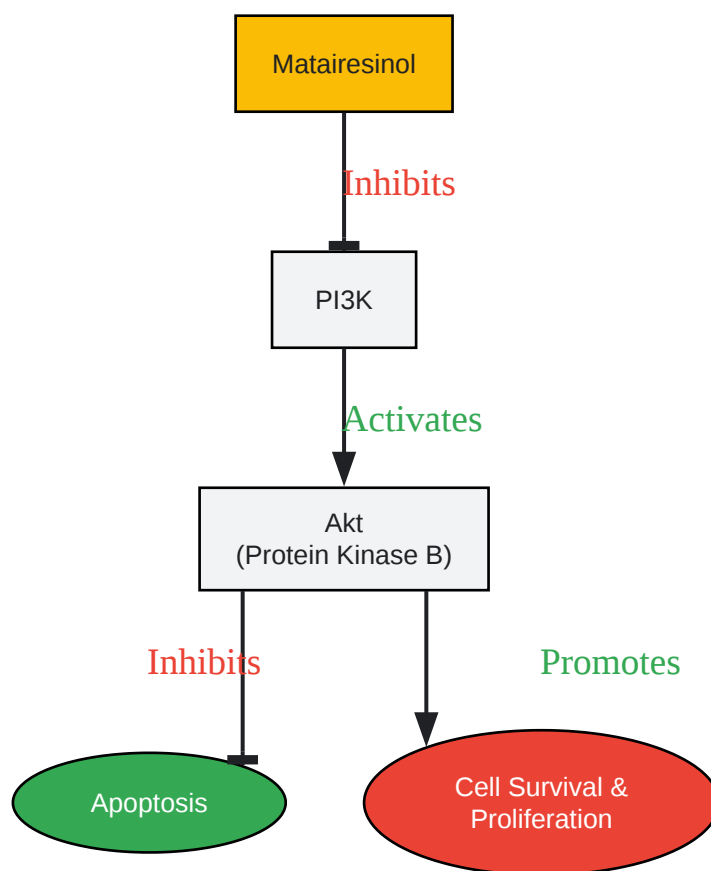 Matairesinol
Inhibits
PI3K
Activates
Akt
(Protein Kinase B)
Inhibits
Promotes
Apoptosis
Cell Survival &
Proliferation